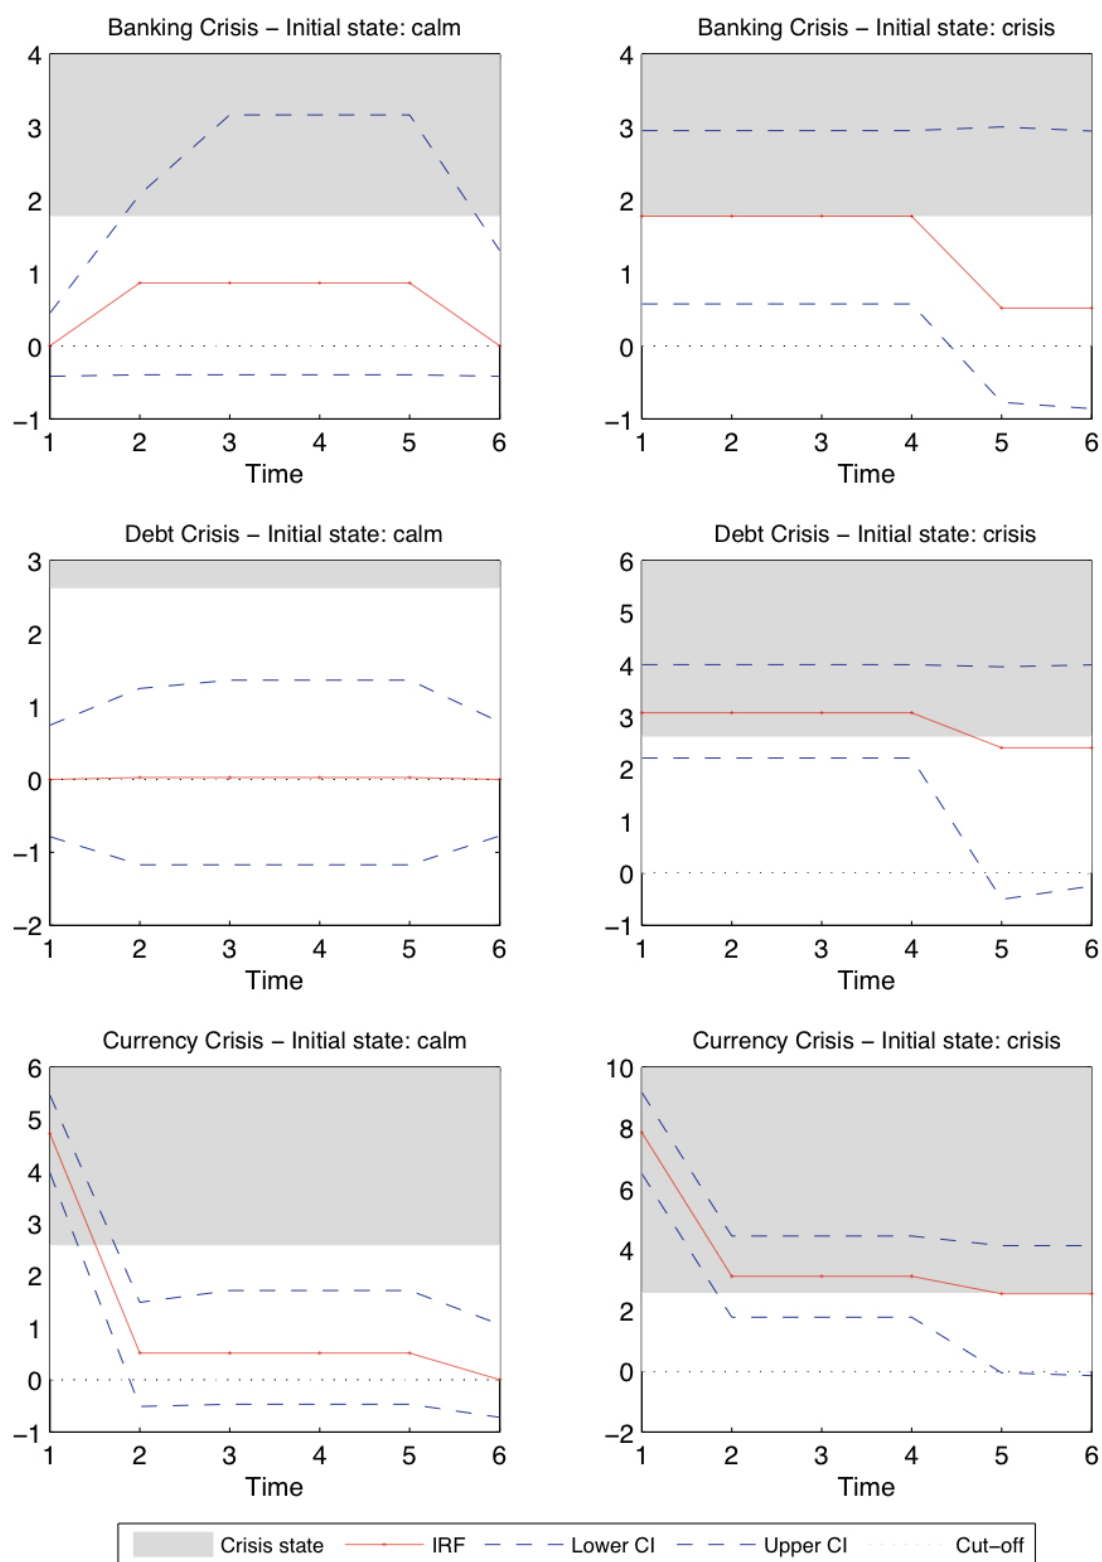 Banking Crisis – Initial state: calm
4
3
2
1
0
−1
1 2 3 4 5 6
Time
Banking Crisis – Initial state: crisis
4
3
2
1
0
−1
1 2 3 4 5 6
Time
Debt Crisis – Initial state: calm
3
2
1
0
−1
−2
1 2 3 4 5 6
Time
Debt Crisis – Initial state: crisis
6
5
4
3
2
1
0
−1
1 2 3 4 5 6
Time
Currency Crisis – Initial state: calm
6
5
4
3
2
1
0
−1
1 2 3 4 5 6
Time
Currency Crisis – Initial state: crisis
10
8
6
4
2
0
−2
1 2 3 4 5 6
Time
Crisis state IRF Lower CI Upper CI Cut−off